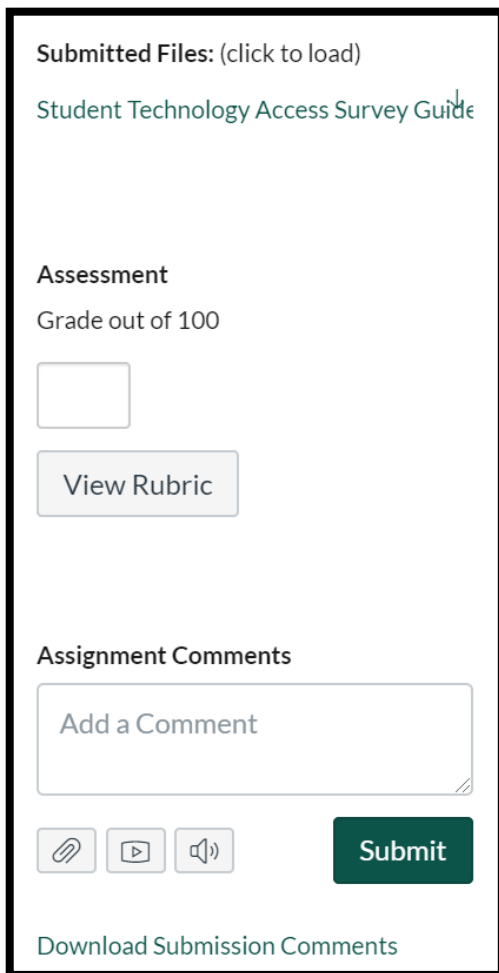 Submitted Files: (click to load)
Student Technology Access Survey Guide
Assessment
Grade out of 100
View Rubric
Assignment Comments
Add a Comment
Submit
Download Submission Comments